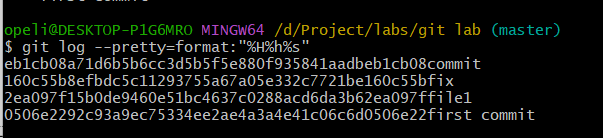 opeli@DESKTOP-P1G6MRO MINGW64 /d/Project/labs/git lab (master)
$ git log --pretty=format:"%H%h%s"
eb1cb08a71d6b5b6cc3d5b5f5e880f935841aadbeb1cb08commit
160c55b8efbdc5c11293755a67a05e332c7721be160c55bfix
2ea097f15b0de9460e51bc4637c0288acd6da3b62ea097ffile1
0506e2292c93a9ec75334ee2ae4a3a4e41c06c6d0506e22first commit